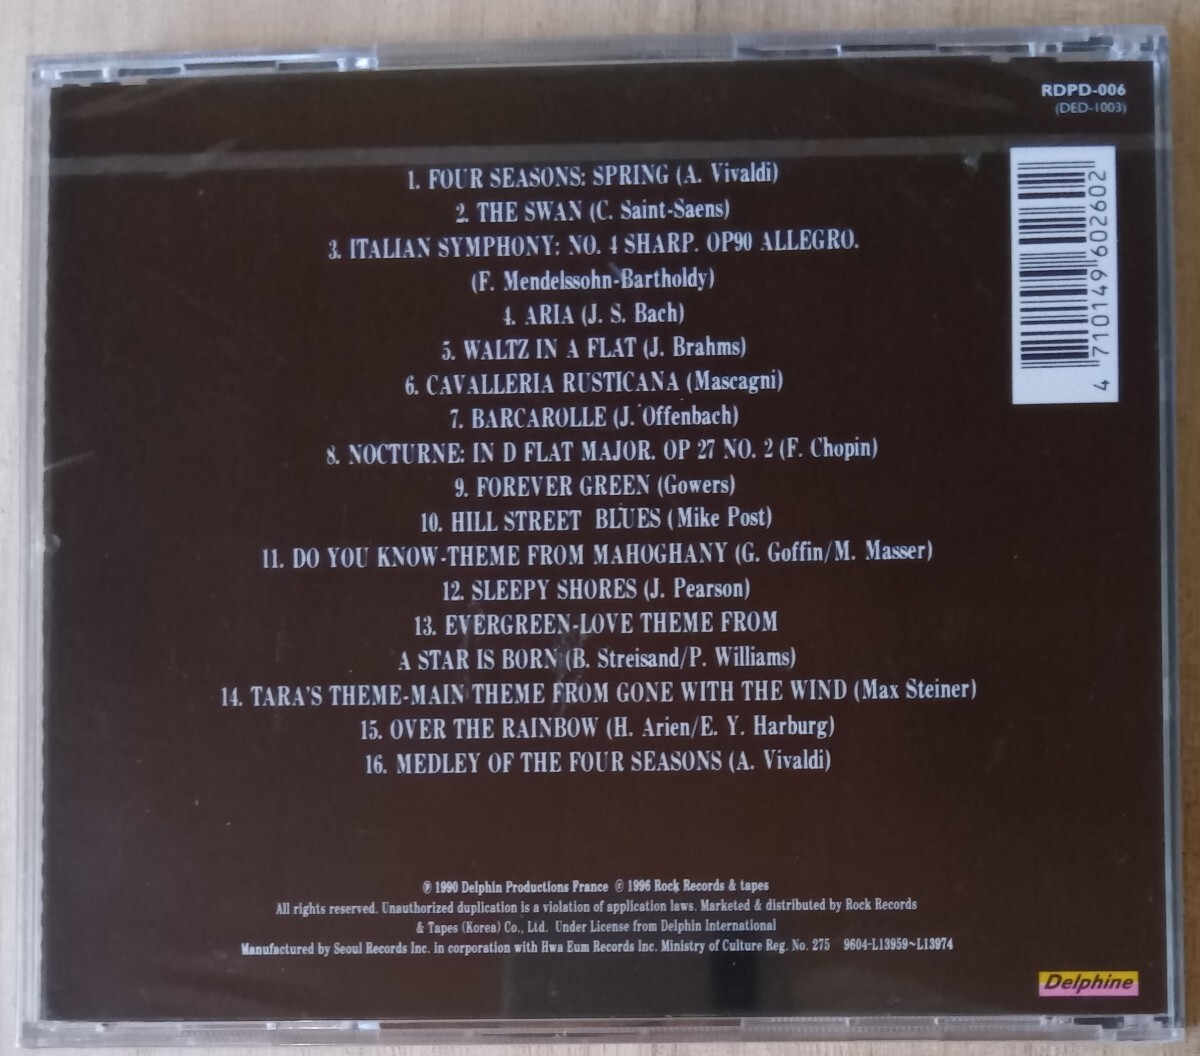 RDPD-006
(DED-1003)
1. FOUR SEASONS: SPRING (A. Vivaldi)
2. THE SWAN (C. Saint-Saens)
3. ITALIAN SYMPHONY: NO. 4 SHARP. OP90 ALLEGRO.
(F. Mendelssohn-Bartholdy)
4. ARIA (J. S. Bach)
5. WALTZ IN A FLAT (J. Brahms)
6. CAVALLERIA RUSTICANA (Mascagni)
7. BARCAROLLE (J. Offenbach)
8. NOCTURNE: IN D FLAT MAJOR. OP 27 NO. 2 (F. Chopin)
9. FOREVER GREEN (Gowers)
10. HILL STREET BLUES (Mike Post)
11. DO YOU KNOW-THEME FROM MAHOGHANY (G. Goffin/M. Masser)
12. SLEEPY SHORES (J. Pearson)
13. EVERGREEN-LOVE THEME FROM
A STAR IS BORN (B. Streisand/P. Williams)
14. TARA'S THEME-MAIN THEME FROM GONE WITH THE WIND (Max Steiner)
15. OVER THE RAINBOW (H. Arien/E. Y. Harburg)
16. MEDLEY OF THE FOUR SEASONS (A. Vivaldi)
4 710149 602602
℗ 1990 Delphin Productions France © 1996 Rock Records & tapes
All rights reserved. Unauthorized duplication is a violation of application laws. Marketed & distributed by Rock Records
& Tapes (Korea) Co., Ltd. Under License from Delphin International
Manufactured by Seoul Records Inc. in corporation with Hwa Eum Records Inc. Ministry of Culture Reg. No. 275 9604-L13959~L13974
Delphine